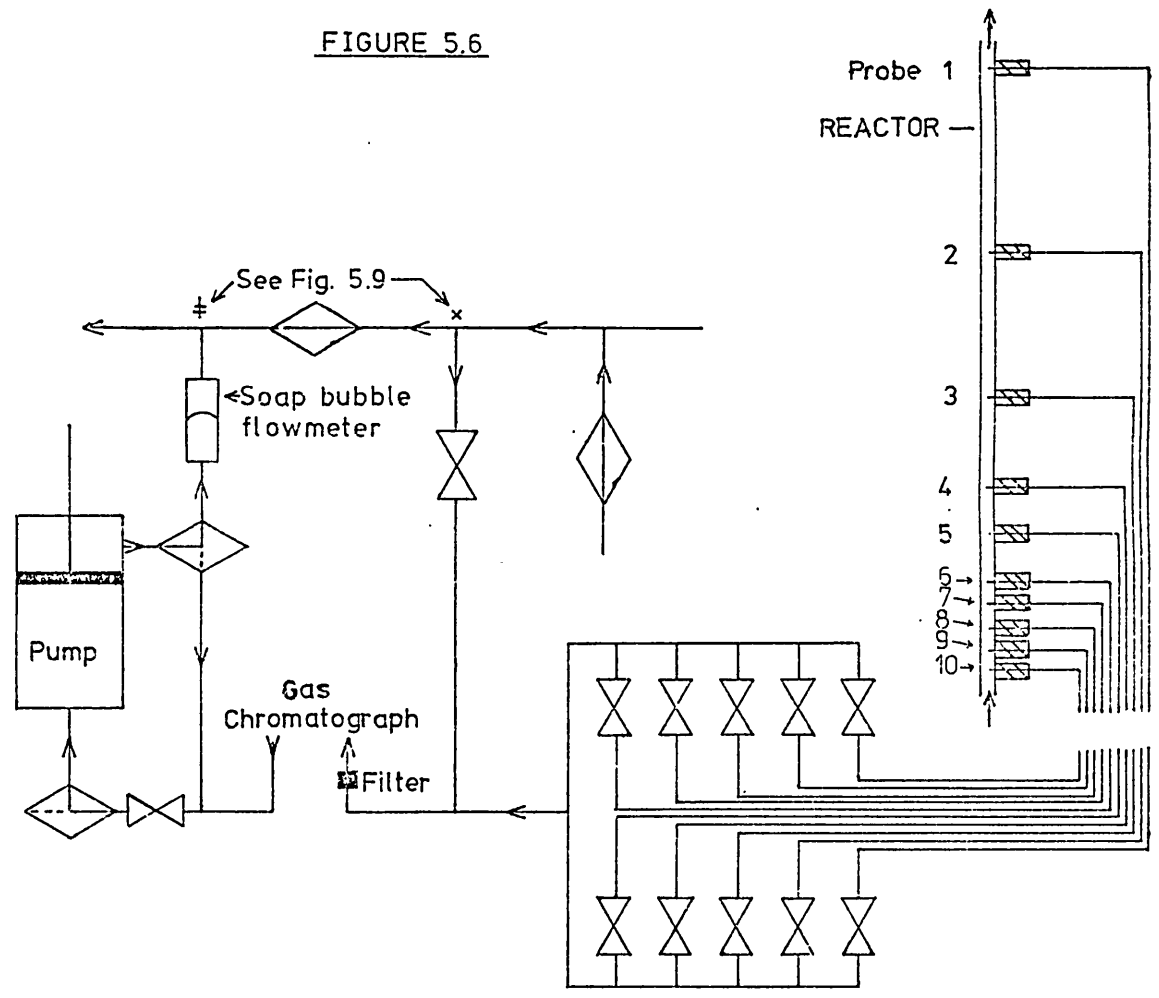 FIGURE 5.6
Probe 1
REACTOR
2
See Fig. 5.9
Soap bubble
flowmeter
3
4
5
6
7
8
9
10
Pump
Gas
Chromatograph
Filter